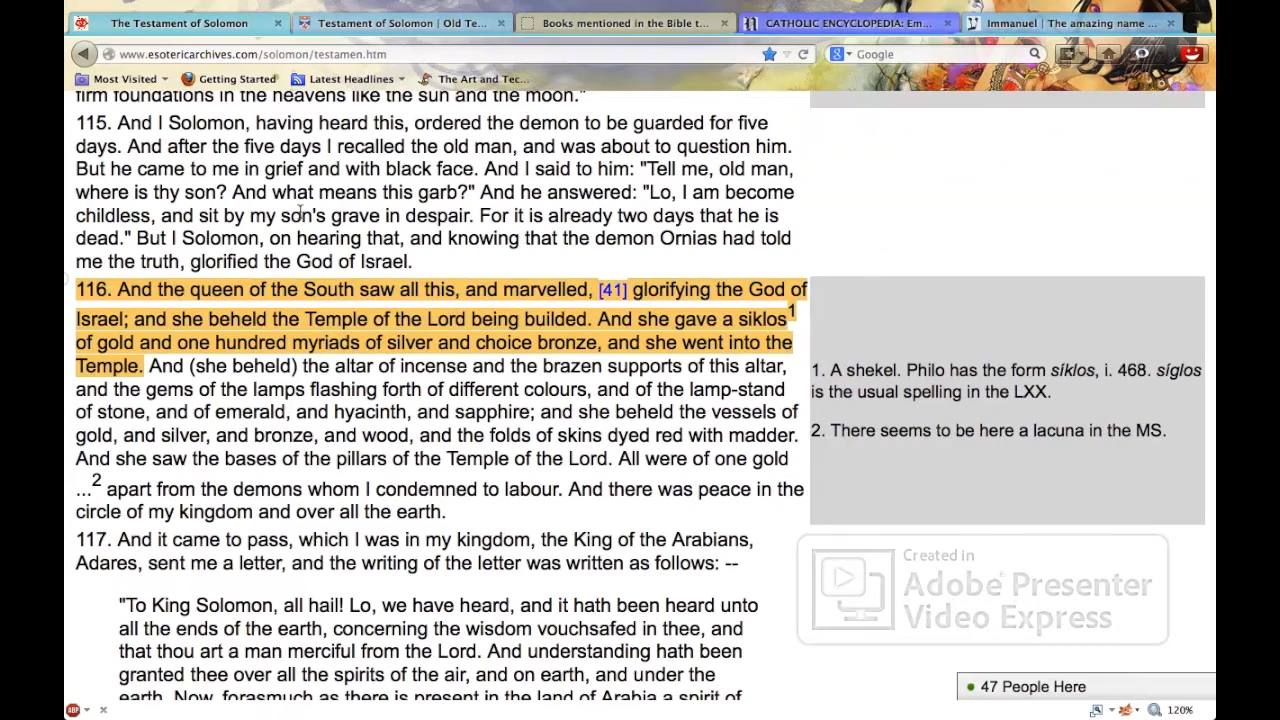 The Testament of Solomon
Testament of Solomon | Old Te...
Books mentioned in the Bible t...
CATHOLIC ENCYCLOPEDIA: Em...
Immanuel | The amazing name ...
www.esotericarchives.com/solomon/testamen.htm
Google
Most Visited
Getting Started
Latest Headlines
The Art and Tec...
firm foundations in the heavens like the sun and the moon."
115. And I Solomon, having heard this, ordered the demon to be guarded for five
days. And after the five days I recalled the old man, and was about to question him.
But he came to me in grief and with black face. And I said to him: "Tell me, old man,
where is thy son? And what means this garb?" And he answered: "Lo, I am become
childless, and sit by my son's grave in despair. For it is already two days that he is
dead." But I Solomon, on hearing that, and knowing that the demon Ornias had told
me the truth, glorified the God of Israel.
116. And the queen of the South saw all this, and marvelled, [41] glorifying the God of
Israel; and she beheld the Temple of the Lord being builded. And she gave a siklos1
of gold and one hundred myriads of silver and choice bronze, and she went into the
Temple. And (she beheld) the altar of incense and the brazen supports of this altar,
and the gems of the lamps flashing forth of different colours, and of the lamp-stand
of stone, and of emerald, and hyacinth, and sapphire; and she beheld the vessels of
gold, and silver, and bronze, and wood, and the folds of skins dyed red with madder.
And she saw the bases of the pillars of the Temple of the Lord. All were of one gold
...2 apart from the demons whom I condemned to labour. And there was peace in the
circle of my kingdom and over all the earth.
1. A shekel. Philo has the form síklos, i. 468. síglos
is the usual spelling in the LXX.
2. There seems to be here a lacuna in the MS.
117. And it came to pass, which I was in my kingdom, the King of the Arabians,
Adares, sent me a letter, and the writing of the letter was written as follows: --
"To King Solomon, all hail! Lo, we have heard, and it hath been heard unto
all the ends of the earth, concerning the wisdom vouchsafed in thee, and
that thou art a man merciful from the Lord. And understanding hath been
granted thee over all the spirits of the air, and on earth, and under the
earth. Now, forasmuch as there is present in the land of Arabia a spirit of
Created in
Adobe® Presenter
Video Express
47 People Here
ABP
120%